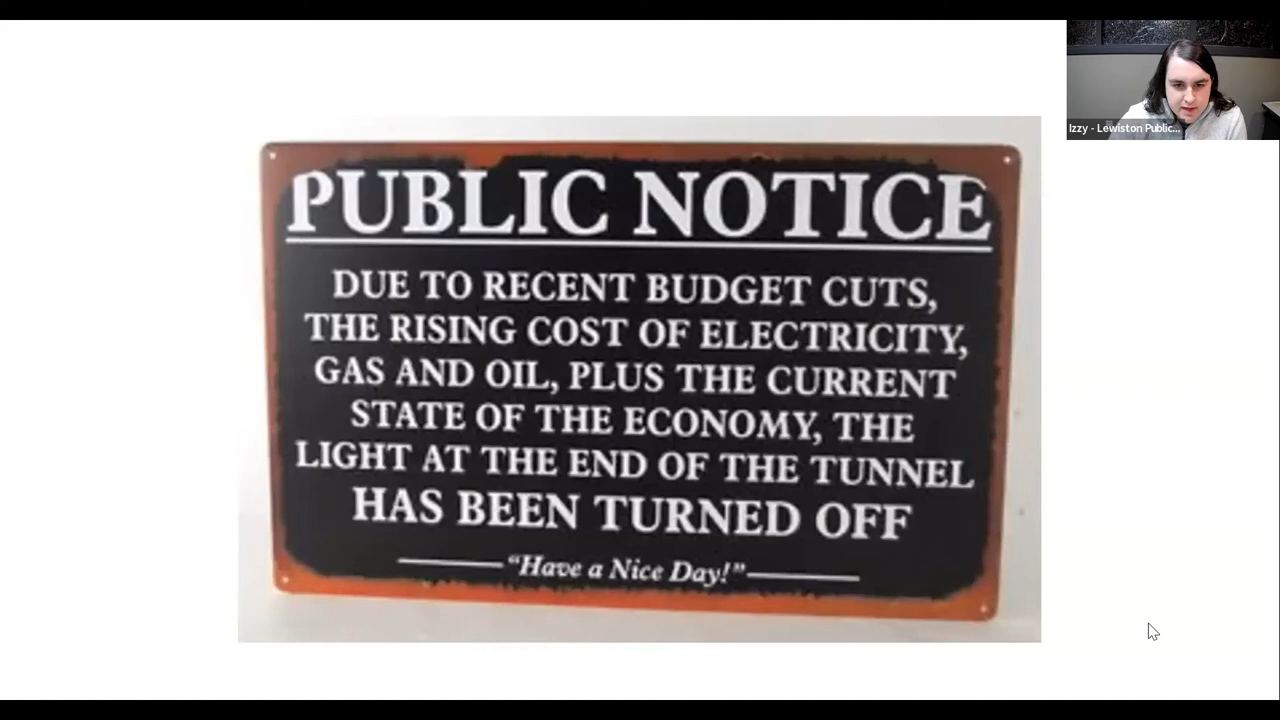 PUBLIC NOTICE
DUE TO RECENT BUDGET CUTS,
THE RISING COST OF ELECTRICITY,
GAS AND OIL, PLUS THE CURRENT
STATE OF THE ECONOMY, THE
LIGHT AT THE END OF THE TUNNEL
HAS BEEN TURNED OFF
"Have a Nice Day!"
Izzy - Lewiston Public...